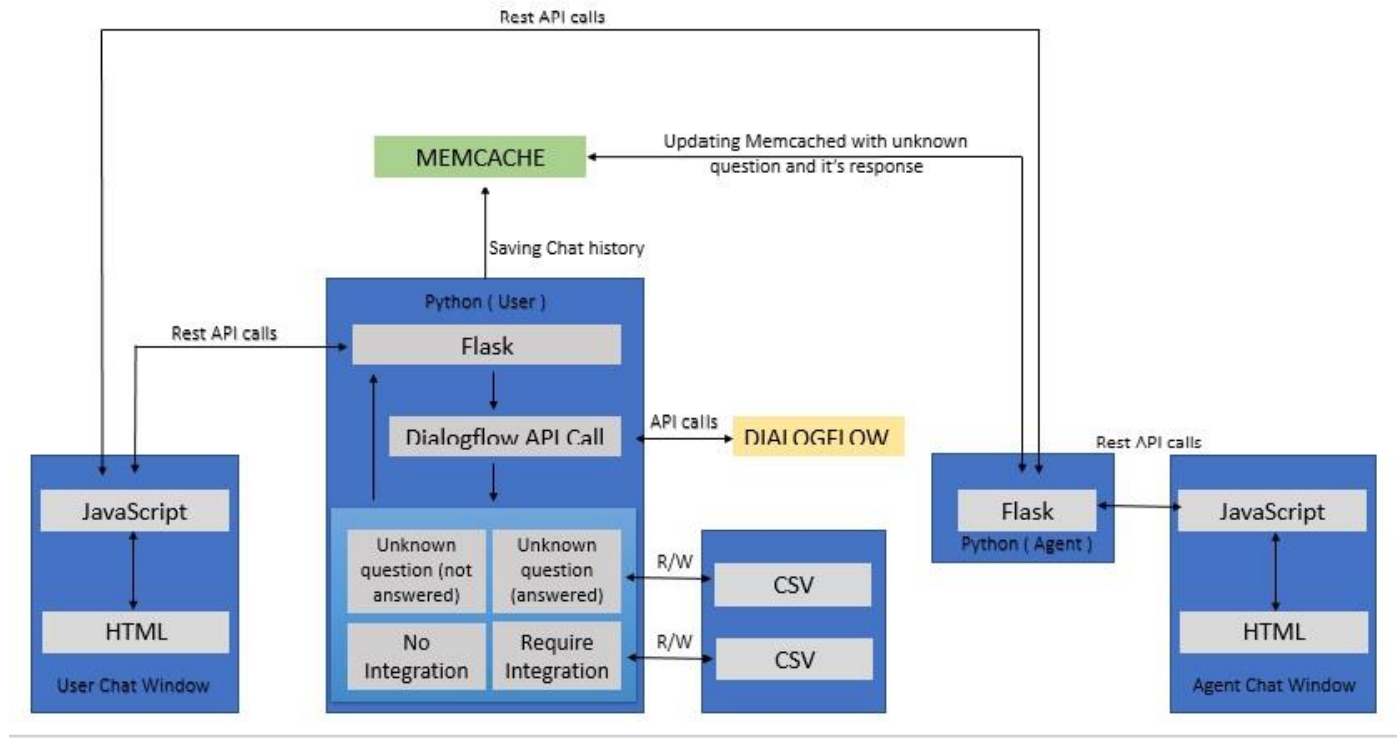 Rest API calls
MEMCACHE
Updating Memcached with unknown
question and it's response
Saving Chat history
Python ( User )
Rest API calls
Flask
Dialogflow API Call
API calls
DIALOGFLOW
Rest API calls
JavaScript
Flask
JavaScript
Python ( Agent )
Unknown
question (not
answered)
Unknown
question
(answered)
R/W
CSV
HTML
HTML
No
Integration
Require
Integration
R/W
CSV
User Chat Window
Agent Chat Window